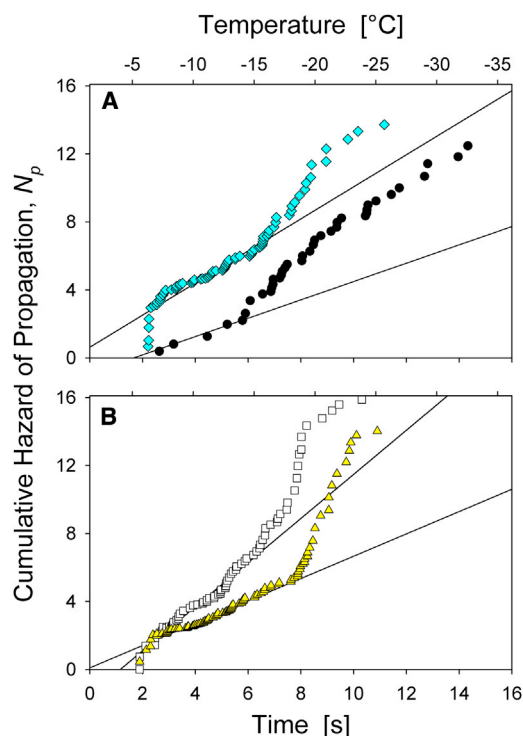 Temperature [°C]
-5 -10 -15 -20 -25 -30 -35
Cumulative Hazard of Propagation, Np
16
A
12
8
4
0
16
B
12
8
4
0
0 2 4 6 8 10 12 14 16
Time [s]